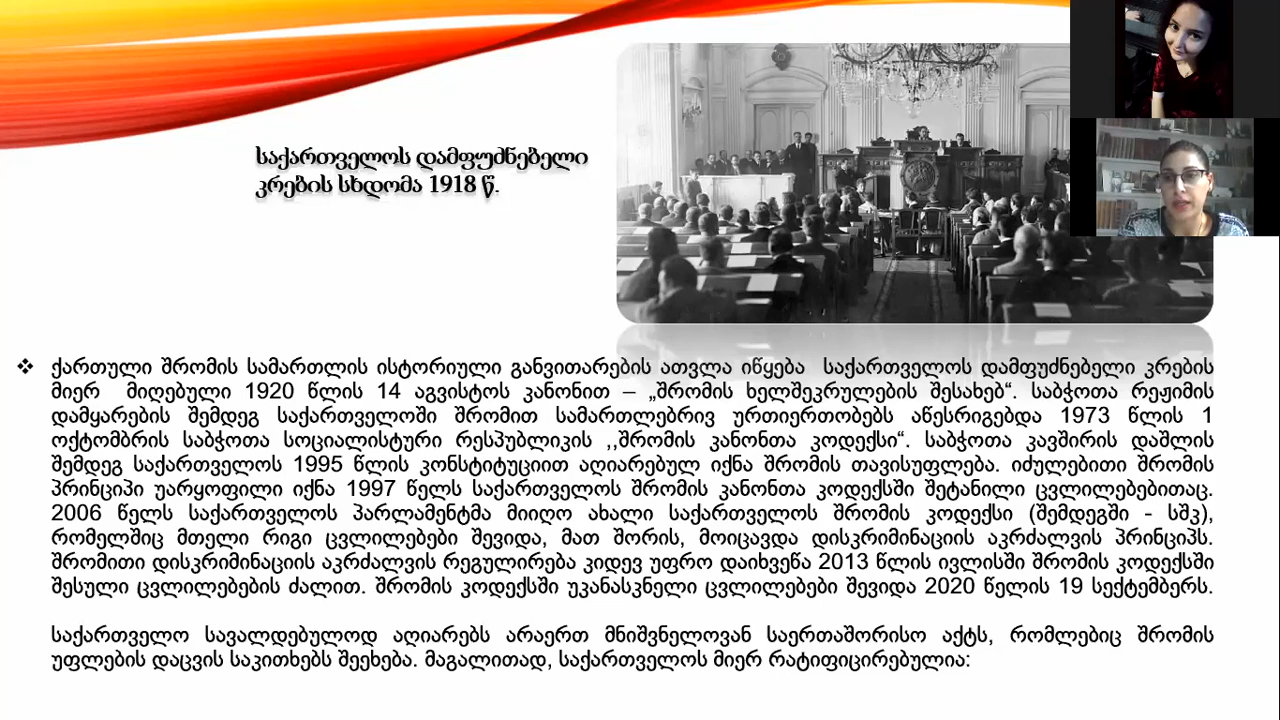 საქართველოს დამფუძნებელი
კრების სხდომა 1918 წ.
❖ ქართული შრომის სამართლის ისტორიული განვითარების ათვლა იწყება საქართველოს დამფუძნებელი კრების
მიერ მიღებული 1920 წლის 14 აგვისტოს კანონით – „შრომის ხელშეკრულების შესახებ“. საბჭოთა რეჟიმის
დამყარების შემდეგ საქართველოში შრომით სამართლებრივ ურთიერთობებს აწესრიგებდა 1973 წლის 1
ოქტომბრის საბჭოთა სოციალისტური რესპუბლიკის ,,შრომის კანონთა კოდექსი“. საბჭოთა კავშირის დაშლის
შემდეგ საქართველოს 1995 წლის კონსტიტუციით აღიარებულ იქნა შრომის თავისუფლება. იძულებითი შრომის
პრინციპი უარყოფილი იქნა 1997 წელს საქართველოს შრომის კანონთა კოდექსში შეტანილი ცვლილებებითაც.
2006 წელს საქართველოს პარლამენტმა მიიღო ახალი საქართველოს შრომის კოდექსი (შემდეგში - სშკ),
რომელშიც მთელი რიგი ცვლილებები შევიდა, მათ შორის, მოიცავდა დისკრიმინაციის აკრძალვის პრინციპს.
შრომითი დისკრიმინაციის აკრძალვის რეგულირება კიდევ უფრო დაიხვეწა 2013 წლის ივლისში შრომის კოდექსში
შესული ცვლილებების ძალით. შრომის კოდექსში უკანასკნელი ცვლილებები შევიდა 2020 წელის 19 სექტემბერს.
საქართველო სავალდებულოდ აღიარებს არაერთ მნიშვნელოვან საერთაშორისო აქტს, რომლებიც შრომის
უფლების დაცვის საკითხებს შეეხება. მაგალითად, საქართველოს მიერ რატიფიცირებულია: